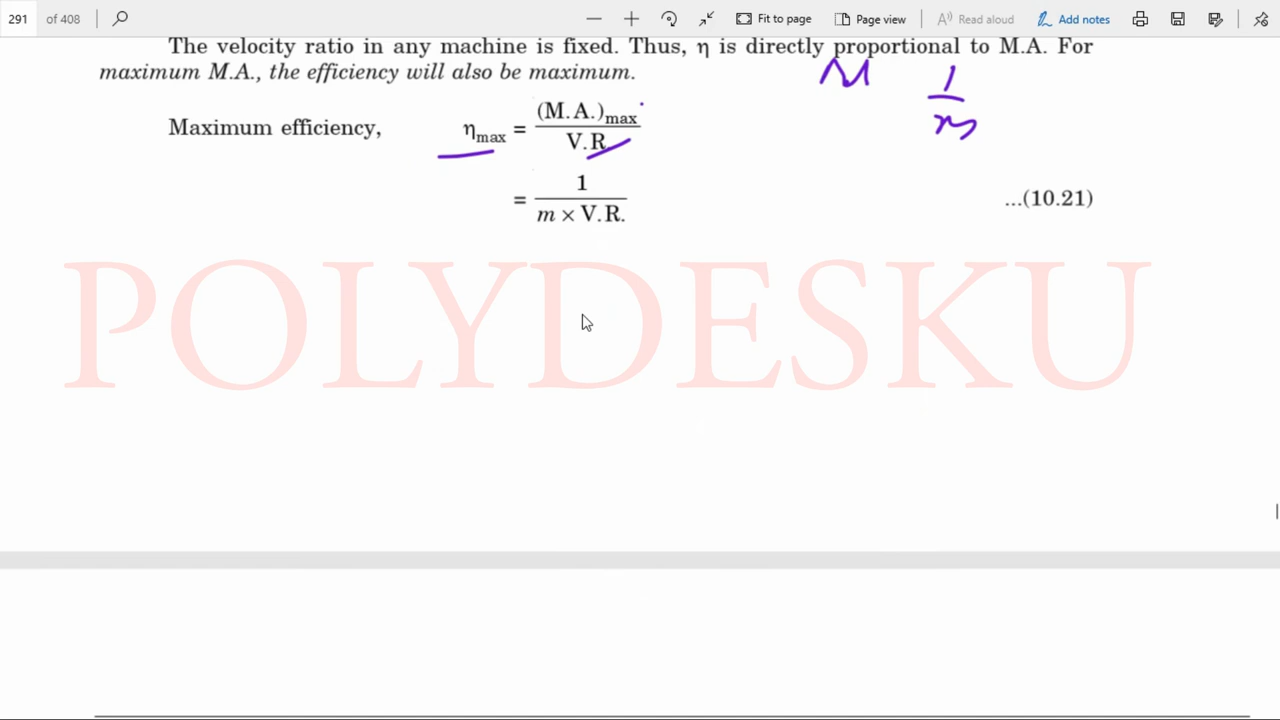 291 of 408 Fit to page Page view Read aloud Add notes
The velocity ratio in any machine is fixed. Thus, η is directly proportional to M.A. For
maximum M.A., the efficiency will also be maximum.
M 1/m
Maximum efficiency, η_max = (M.A.)_max / V.R.
= 1 / (m × V.R.) ...(10.21)
POLYDESKU